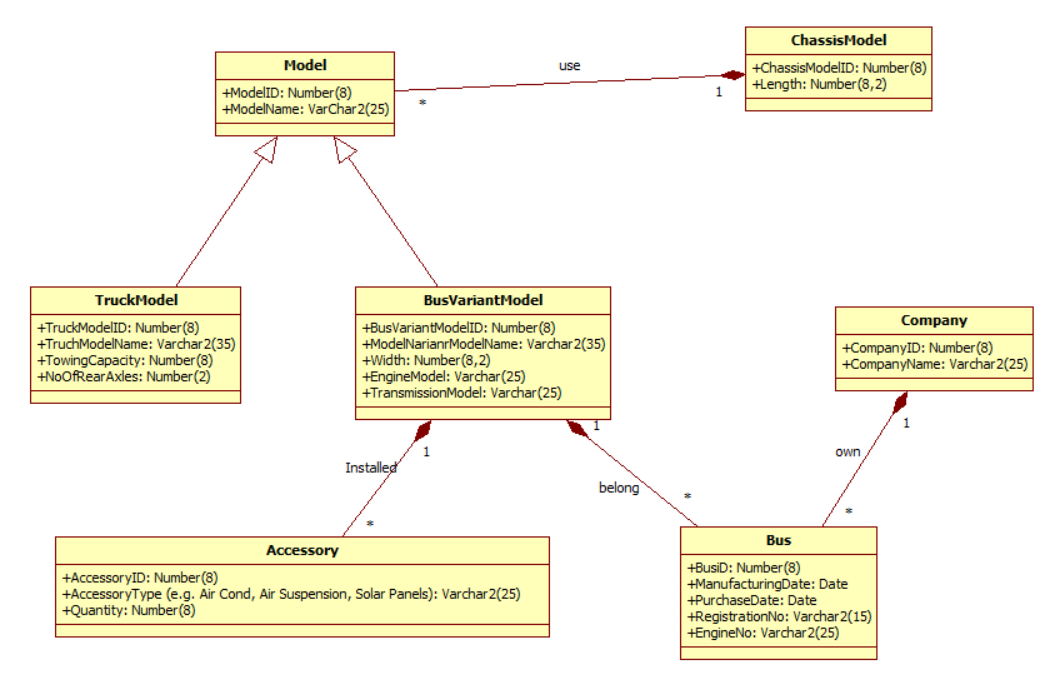 ChassisModel
+ChassisModelID: Number(8)
+Length: Number(8,2)
Model
+ModelID: Number(8)
+ModelName: VarChar2(25)
use
*
1
TruckModel
+TruckModelID: Number(8)
+TruchModelName: Varchar2(35)
+TowingCapacity: Number(8)
+NoOfRearAxles: Number(2)
BusVariantModel
+BusVariantModelID: Number(8)
+ModelNarianrModelName: Varchar2(35)
+Width: Number(8,2)
+EngineModel: Varchar(25)
+TransmissionModel: Varchar(25)
Company
+CompanyID: Number(8)
+CompanyName: Varchar2(25)
1
1
1
Installed
own
belong
*
*
*
Accessory
+AccessoryID: Number(8)
+AccessoryType (e.g. Air Cond, Air Suspension, Solar Panels): Varchar2(25)
+Quantity: Number(8)
Bus
+BusiD: Number(8)
+ManufacturingDate: Date
+PurchaseDate: Date
+RegistrationNo: Varchar2(15)
+EngineNo: Varchar2(25)